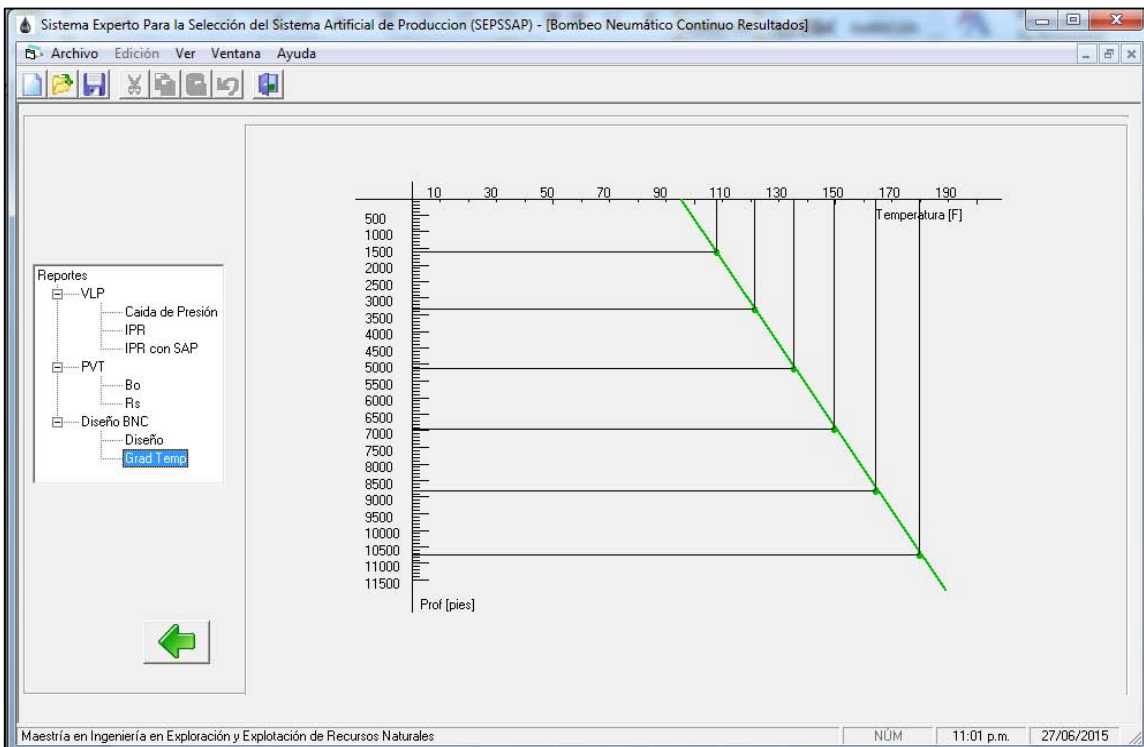 Sistema Experto Para la Selección del Sistema Artificial de Produccion (SEPSSAP) - [Bombeo Neumático Continuo Resultados]
Archivo Edición Ver Ventana Ayuda
Reportes
VLP
Caida de Presión
IPR
IPR con SAP
PVT
Bo
Rs
Diseño BNC
Diseño
Grad Temp
10 30 50 70 90 110 130 150 170 190
Temperatura [F]
500
1000
1500
2000
2500
3000
3500
4000
4500
5000
5500
6000
6500
7000
7500
8000
8500
9000
9500
10000
10500
11000
11500
Prof [pies]
Maestría en Ingeniería en Exploración y Explotación de Recursos Naturales
NÚM 11:01 p.m. 27/06/2015